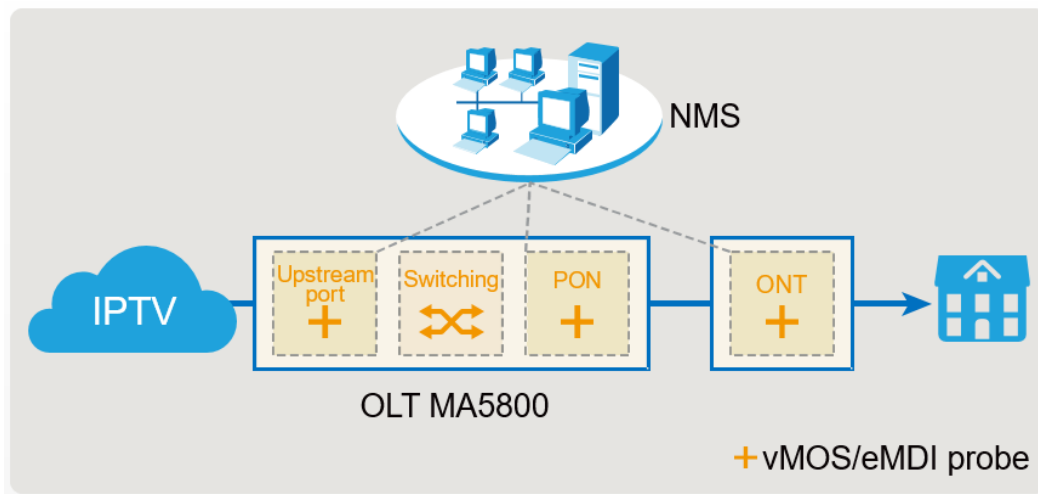 NMS
IPTV
Upstream
port
Switching
PON
ONT
OLT MA5800
+ vMOS/eMDI probe